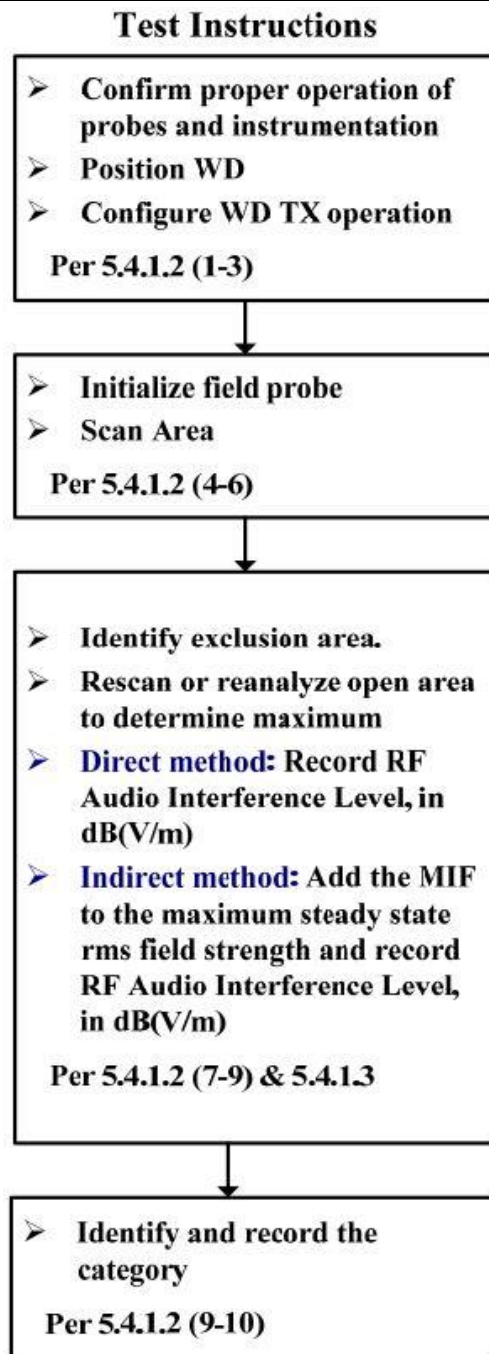 Test Instructions
➢ Confirm proper operation of
probes and instrumentation
➢ Position WD
➢ Configure WD TX operation
Per 5.4.1.2 (1-3)
➢ Initialize field probe
➢ Scan Area
Per 5.4.1.2 (4-6)
➢ Identify exclusion area.
➢ Rescan or reanalyze open area
to determine maximum
➢ Direct method: Record RF
Audio Interference Level, in
dB(V/m)
➢ Indirect method: Add the MIF
to the maximum steady state
rms field strength and record
RF Audio Interference Level,
in dB(V/m)
Per 5.4.1.2 (7-9) & 5.4.1.3
➢ Identify and record the
category
Per 5.4.1.2 (9-10)